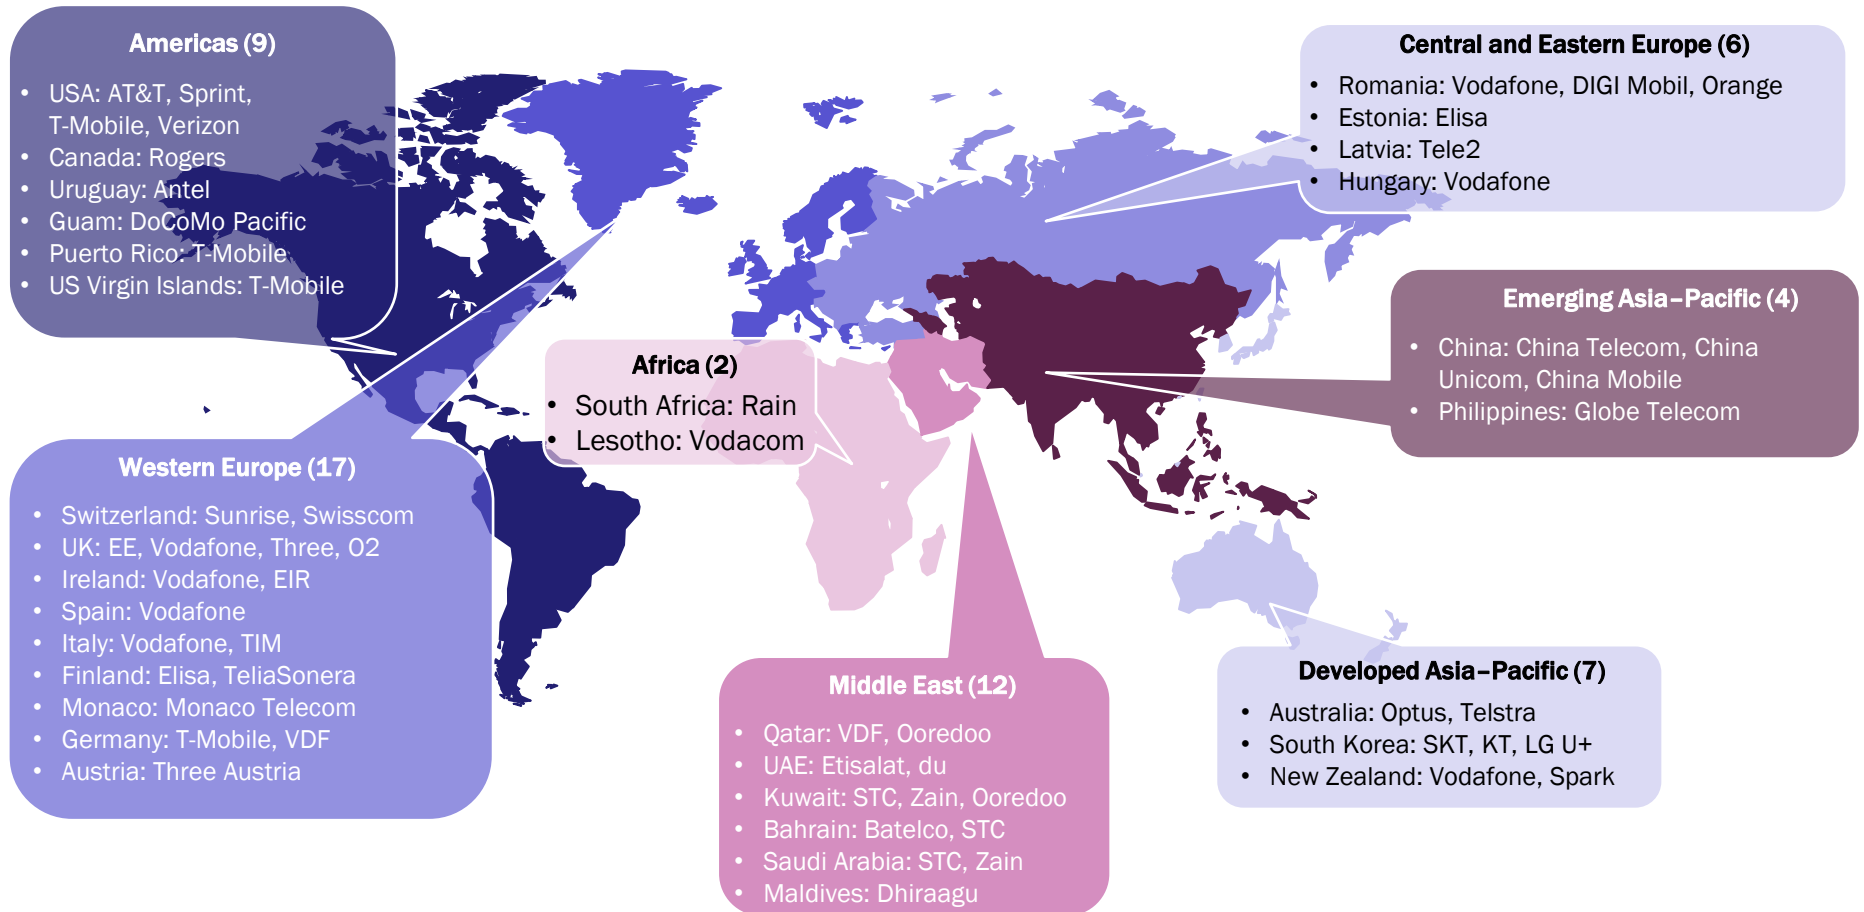 Americas (9)
• USA: AT&T, Sprint,
T-Mobile, Verizon
• Canada: Rogers
• Uruguay: Antel
• Guam: DoCoMo Pacific
• Puerto Rico: T-Mobile
• US Virgin Islands: T-Mobile
Central and Eastern Europe (6)
• Romania: Vodafone, DIGI Mobil, Orange
• Estonia: Elisa
• Latvia: Tele2
• Hungary: Vodafone
Emerging Asia–Pacific (4)
• China: China Telecom, China
Unicom, China Mobile
• Philippines: Globe Telecom
Africa (2)
• South Africa: Rain
• Lesotho: Vodacom
Western Europe (17)
• Switzerland: Sunrise, Swisscom
• UK: EE, Vodafone, Three, O2
• Ireland: Vodafone, EIR
• Spain: Vodafone
• Italy: Vodafone, TIM
• Finland: Elisa, TeliaSonera
• Monaco: Monaco Telecom
• Germany: T-Mobile, VDF
• Austria: Three Austria
Middle East (12)
• Qatar: VDF, Ooredoo
• UAE: Etisalat, du
• Kuwait: STC, Zain, Ooredoo
• Bahrain: Batelco, STC
• Saudi Arabia: STC, Zain
• Maldives: Dhiraagu
Developed Asia–Pacific (7)
• Australia: Optus, Telstra
• South Korea: SKT, KT, LG U+
• New Zealand: Vodafone, Spark